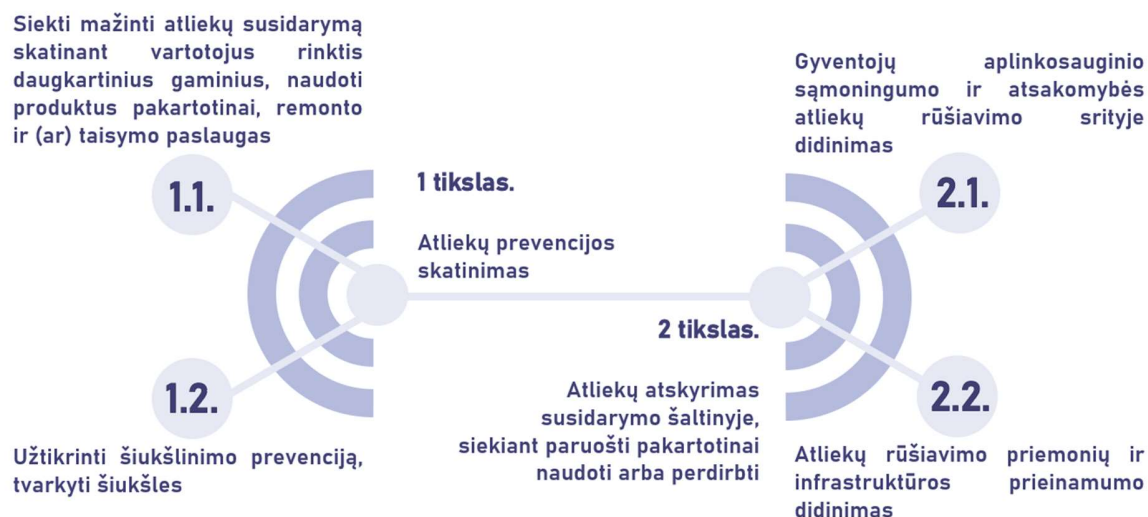 Siekti mažinti atliekų susidarymą
skatinant vartotojus rinktis
daugkartinius gaminius, naudoti
produktus pakartotinai, remonto
ir (ar) taisymo paslaugas
1.1.
1 tikslas.
Atliekų prevencijos
skatinimas
1.2.
Užtikrinti šiukšlinimo prevenciją,
tvarkyti šiukšles
Gyventojų aplinkosauginio
sąmoningumo ir atsakomybės
atliekų rūšiavimo srityje
didinimas
2.1.
2 tikslas.
Atliekų atskyrimas
susidarymo šaltinyje,
siekiant paruošti pakartotinai
naudoti arba perdirbti
2.2.
Atliekų rūšiavimo priemonių ir
infrastruktūros prieinamumo
didinimas